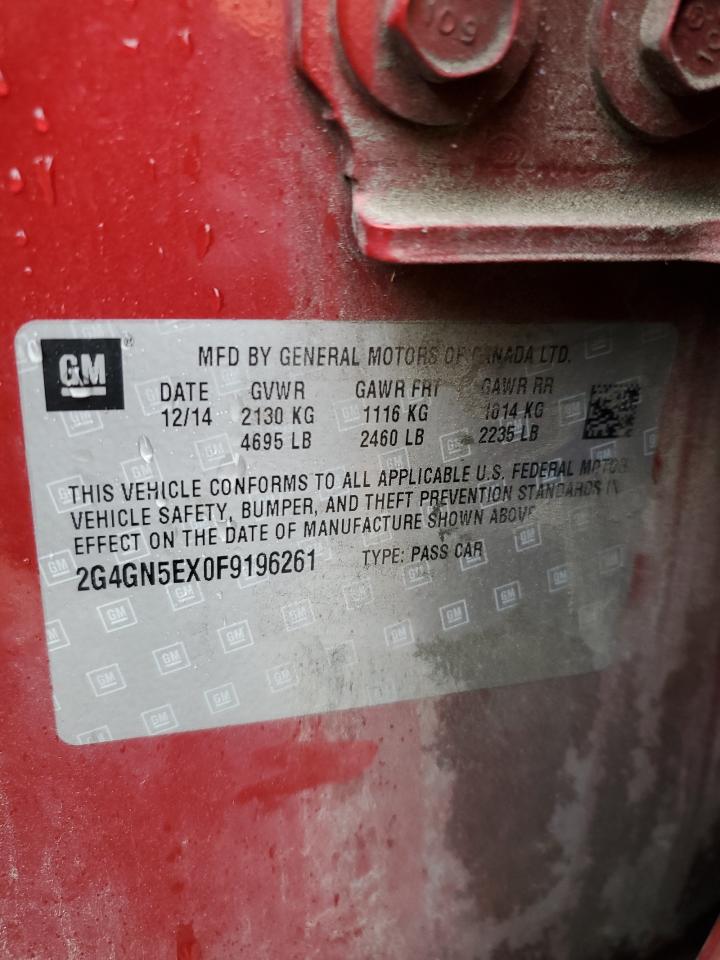 109
GM ®
MFD BY GENERAL MOTORS OF CANADA LTD.
DATE GVWR GAWR FRT GAWR RR
12/14 2130 KG 1116 KG 1014 KG
4695 LB 2460 LB 2235 LB
THIS VEHICLE CONFORMS TO ALL APPLICABLE U.S. FEDERAL MOTOR
VEHICLE SAFETY, BUMPER, AND THEFT PREVENTION STANDARDS IN
EFFECT ON THE DATE OF MANUFACTURE SHOWN ABOVE
2G4GN5EX0F9196261 TYPE: PASS CAR